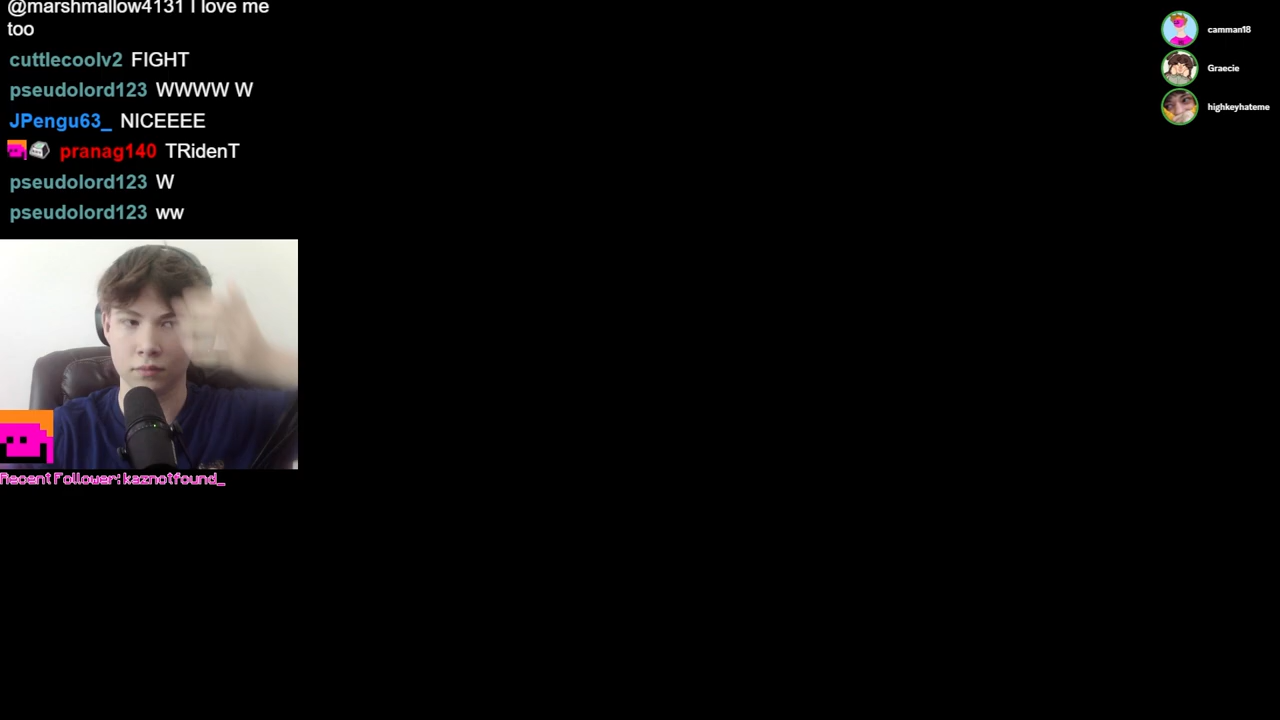 @marshmallow4131 I love me
too
cuttlecoolv2 FIGHT
pseudolord123 WWWW W
JPengu63_ NICEEEE
pranag140 TRidenT
pseudolord123 W
pseudolord123 ww
Recent Follower: kaznotfound_
camman18
Graecie
highkeyhateme